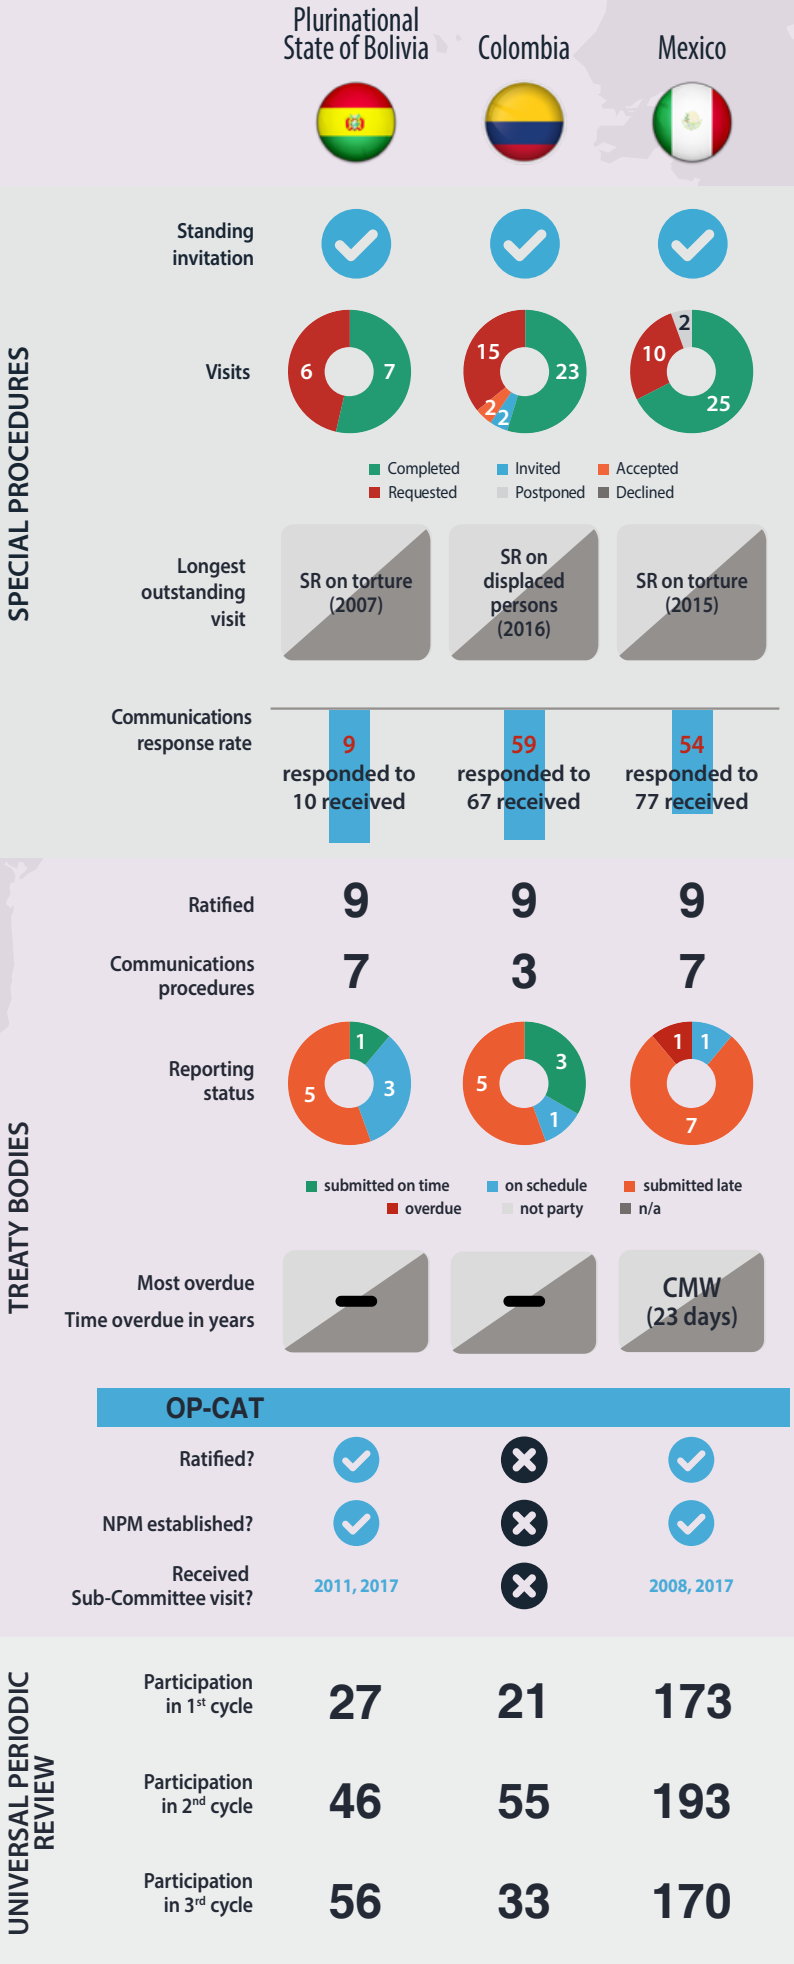 Plurinational
State of Bolivia
Colombia
Mexico
SPECIAL PROCEDURES
Standing
invitation
Visits
6
7
15
23
2
2
2
10
25
Completed
Invited
Accepted
Requested
Postponed
Declined
Longest
outstanding
visit
SR on torture
(2007)
SR on
displaced
persons
(2016)
SR on torture
(2015)
Communications
response rate
9
responded to
10 received
59
responded to
67 received
54
responded to
77 received
TREATY BODIES
Ratified
9
9
9
Communications
procedures
7
3
7
Reporting
status
1
3
5
3
1
5
1
1
7
submitted on time
on schedule
submitted late
overdue
not party
n/a
Most overdue
Time overdue in years
CMW
(23 days)
OP-CAT
Ratified?
NPM established?
Received
Sub-Committee visit?
2011, 2017
2008, 2017
UNIVERSAL PERIODIC
REVIEW
Participation
in 1st cycle
27
21
173
Participation
in 2nd cycle
46
55
193
Participation
in 3rd cycle
56
33
170